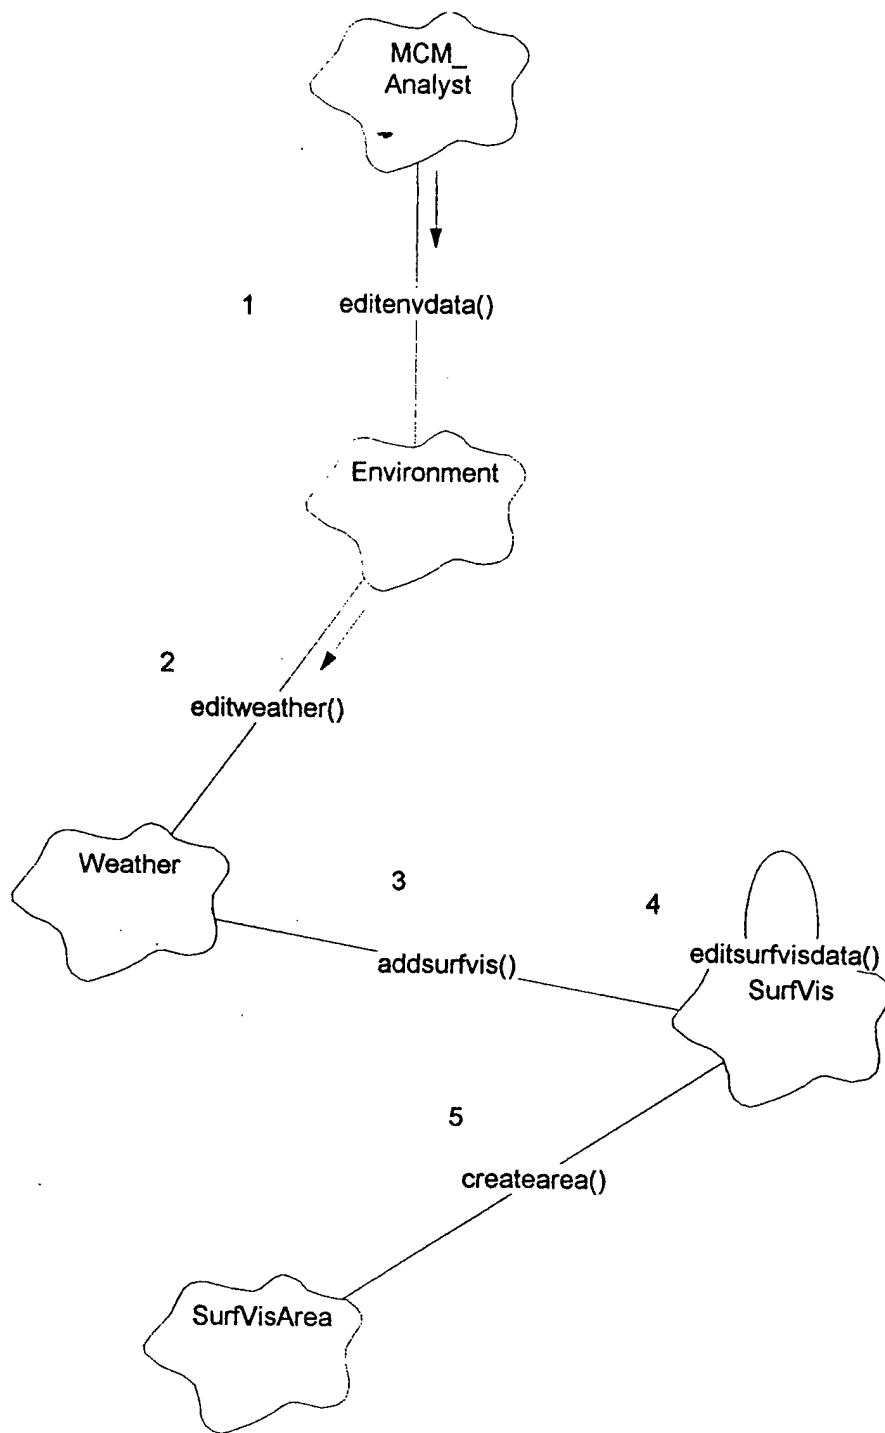 MCM_
Analyst
1
editenvdata()
Environment
2
editweather()
Weather
3
addsurfvis()
4
editsurfvisdata()
SurfVis
5
createarea()
SurfVisArea